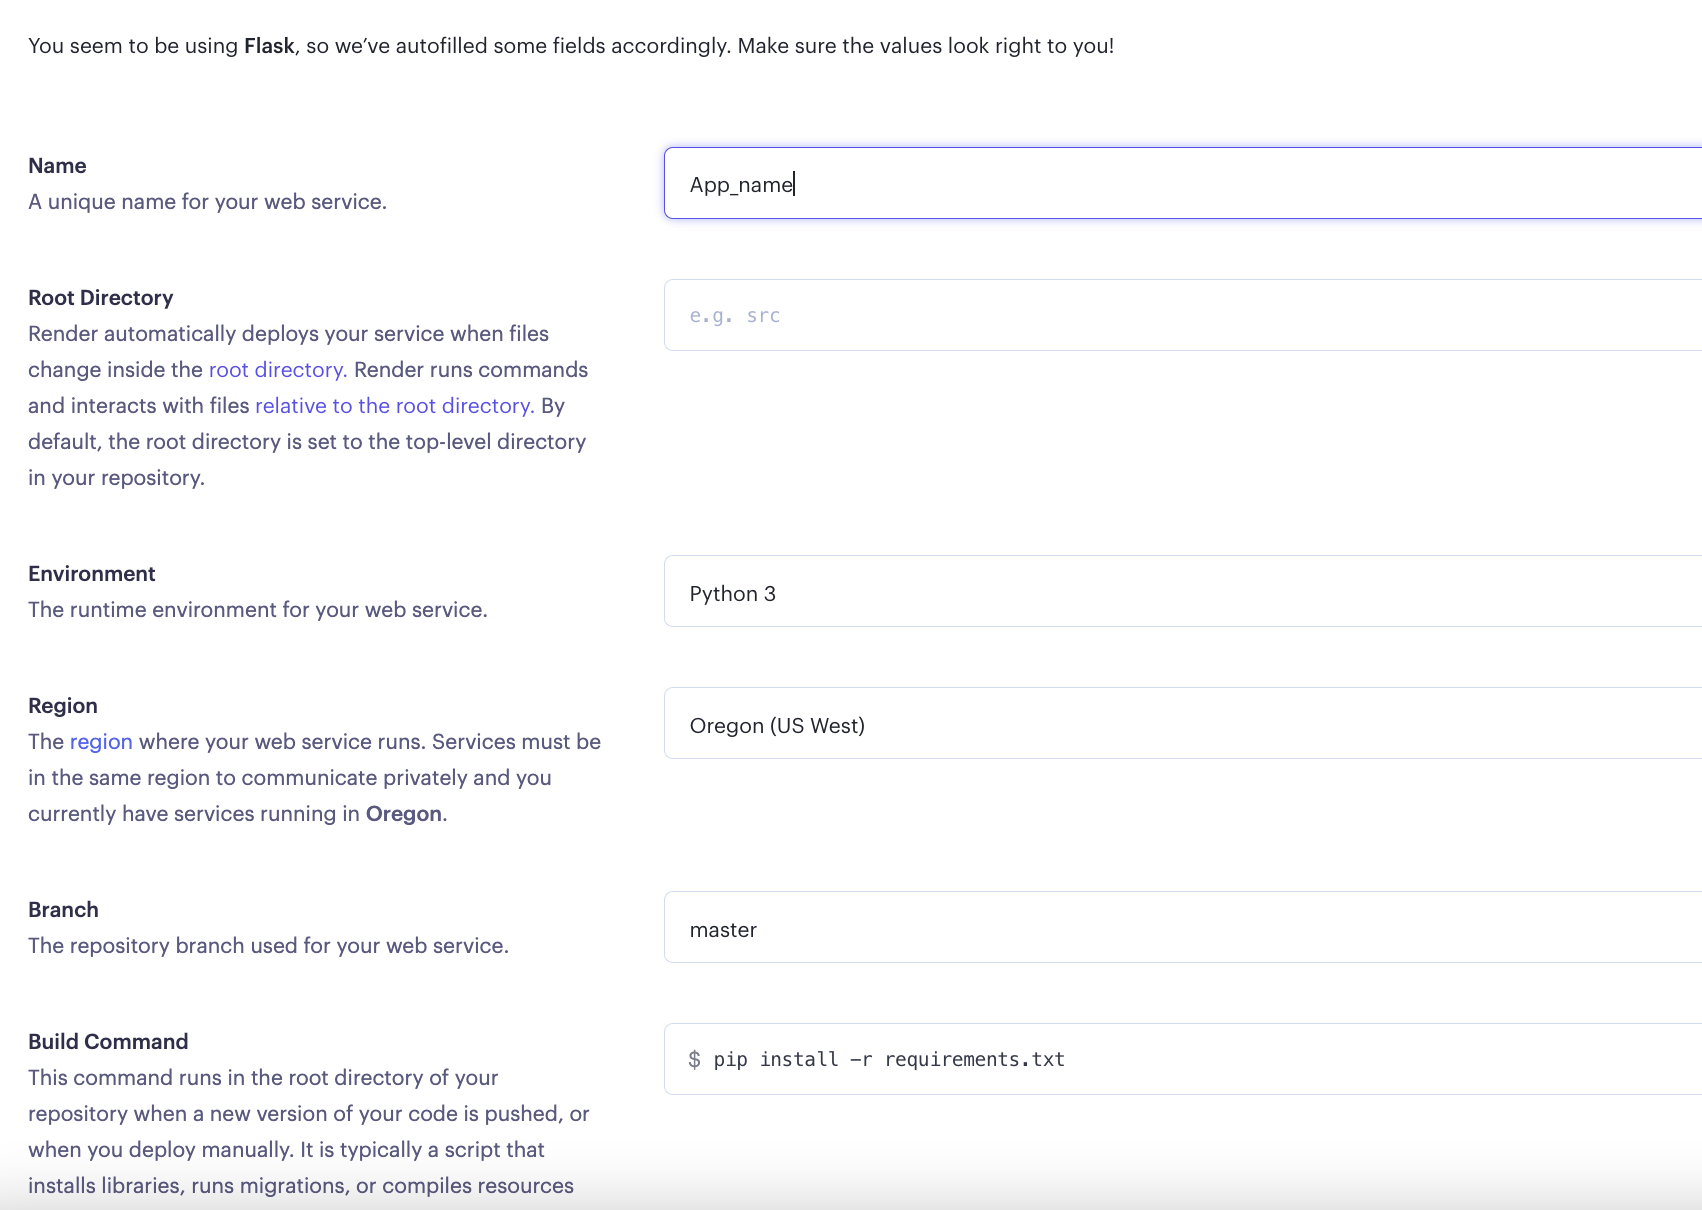 You seem to be using Flask, so we’ve autofilled some fields accordingly. Make sure the values look right to you!
Name
A unique name for your web service.
App_name
Root Directory
Render automatically deploys your service when files
change inside the root directory. Render runs commands
and interacts with files relative to the root directory. By
default, the root directory is set to the top-level directory
in your repository.
e.g. src
Environment
The runtime environment for your web service.
Python 3
Region
The region where your web service runs. Services must be
in the same region to communicate privately and you
currently have services running in Oregon.
Oregon (US West)
Branch
The repository branch used for your web service.
master
Build Command
This command runs in the root directory of your
repository when a new version of your code is pushed, or
when you deploy manually. It is typically a script that
installs libraries, runs migrations, or compiles resources
$ pip install -r requirements.txt